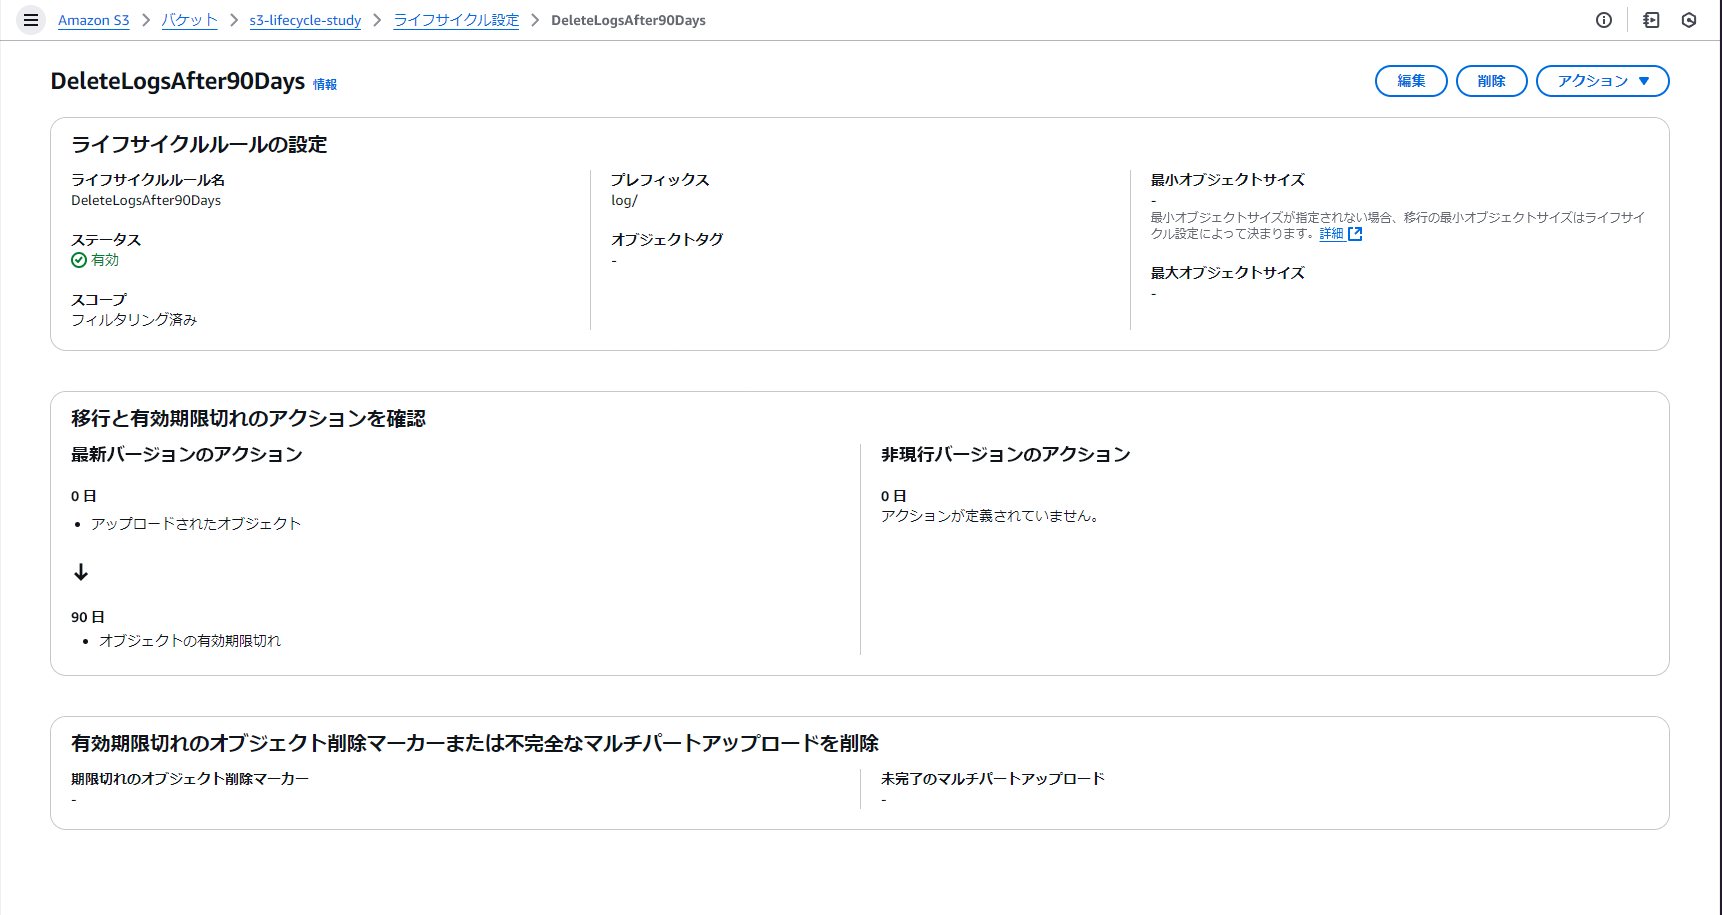 Amazon S3 > バケット > s3-lifecycle-study > ライフサイクル設定 > DeleteLogsAfter90Days
DeleteLogsAfter90Days 情報
編集 削除 アクション
ライフサイクルルールの設定
ライフサイクルルール名
DeleteLogsAfter90Days
ステータス
有効
スコープ
フィルタリング済み
プレフィックス
log/
オブジェクトタグ
-
最小オブジェクトサイズ
-
最小オブジェクトサイズが指定されない場合、移行の最小オブジェクトサイズはライフサイ
クル設定によって決まります。詳細
最大オブジェクトサイズ
-
移行と有効期限切れのアクションを確認
最新バージョンのアクション
0 日
• アップロードされたオブジェクト
↓
90 日
• オブジェクトの有効期限切れ
非現行バージョンのアクション
0 日
アクションが定義されていません。
有効期限切れのオブジェクト削除マーカーまたは不完全なマルチパートアップロードを削除
期限切れのオブジェクト削除マーカー
-
未完了のマルチパートアップロード
-